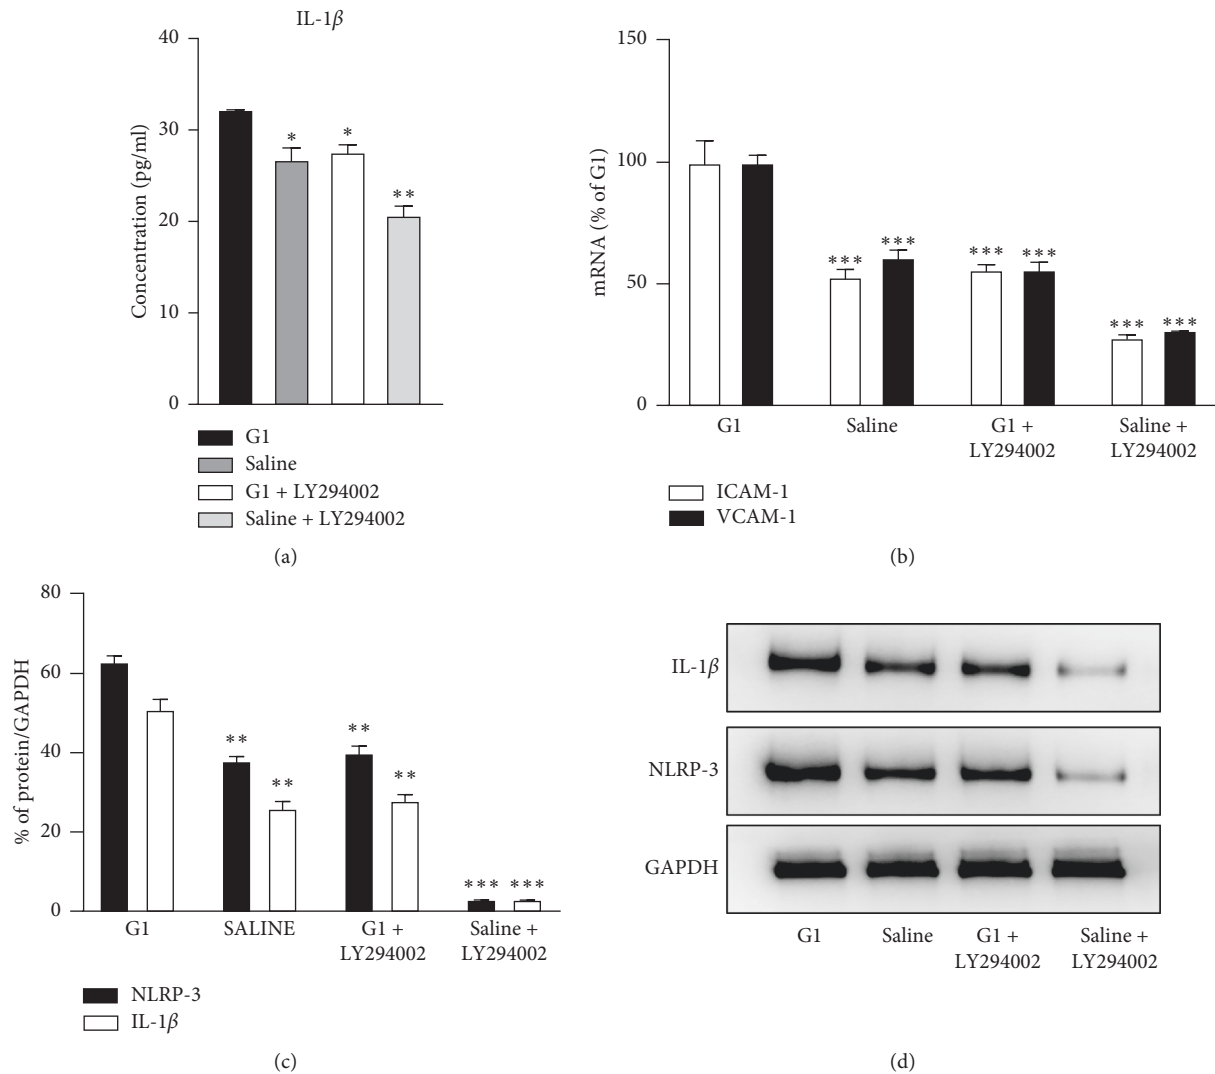 IL-1β
40
30
20
10
0
Concentration (pg/ml)
*
*
**
G1
Saline
G1 + LY294002
Saline + LY294002
(a)
150
100
50
0
mRNA (% of G1)
***
***
***
***
***
***
G1
Saline
G1 +
LY294002
Saline +
LY294002
ICAM-1
VCAM-1
(b)
80
60
40
20
0
% of protein/GAPDH
**
**
**
**
***
***
G1
SALINE
G1 +
LY294002
Saline +
LY294002
NLRP-3
IL-1β
(c)
IL-1β
NLRP-3
GAPDH
G1
Saline
G1 +
LY294002
Saline +
LY294002
(d)